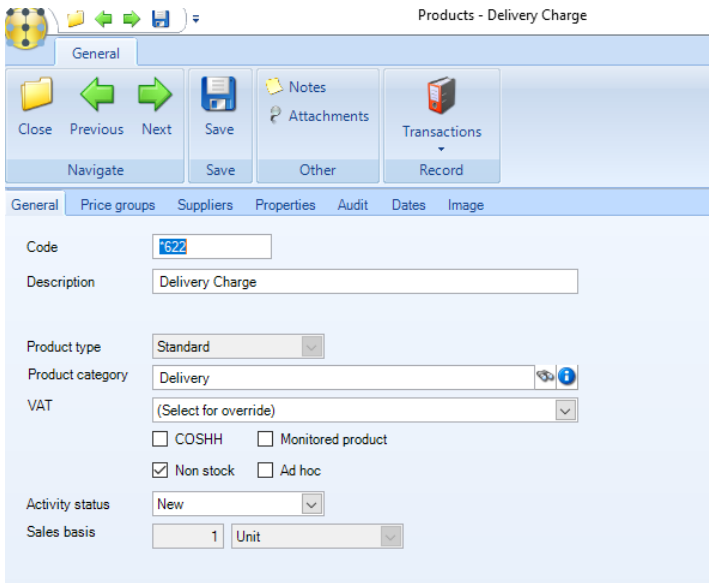 Products - Delivery Charge
General
Close Previous Next Save Notes Attachments Transactions
Navigate Save Other Record
General Price groups Suppliers Properties Audit Dates Image
Code *622
Description Delivery Charge
Product type Standard
Product category Delivery
VAT (Select for override)
COSHH Monitored product
Non stock Ad hoc
Activity status New
Sales basis 1 Unit